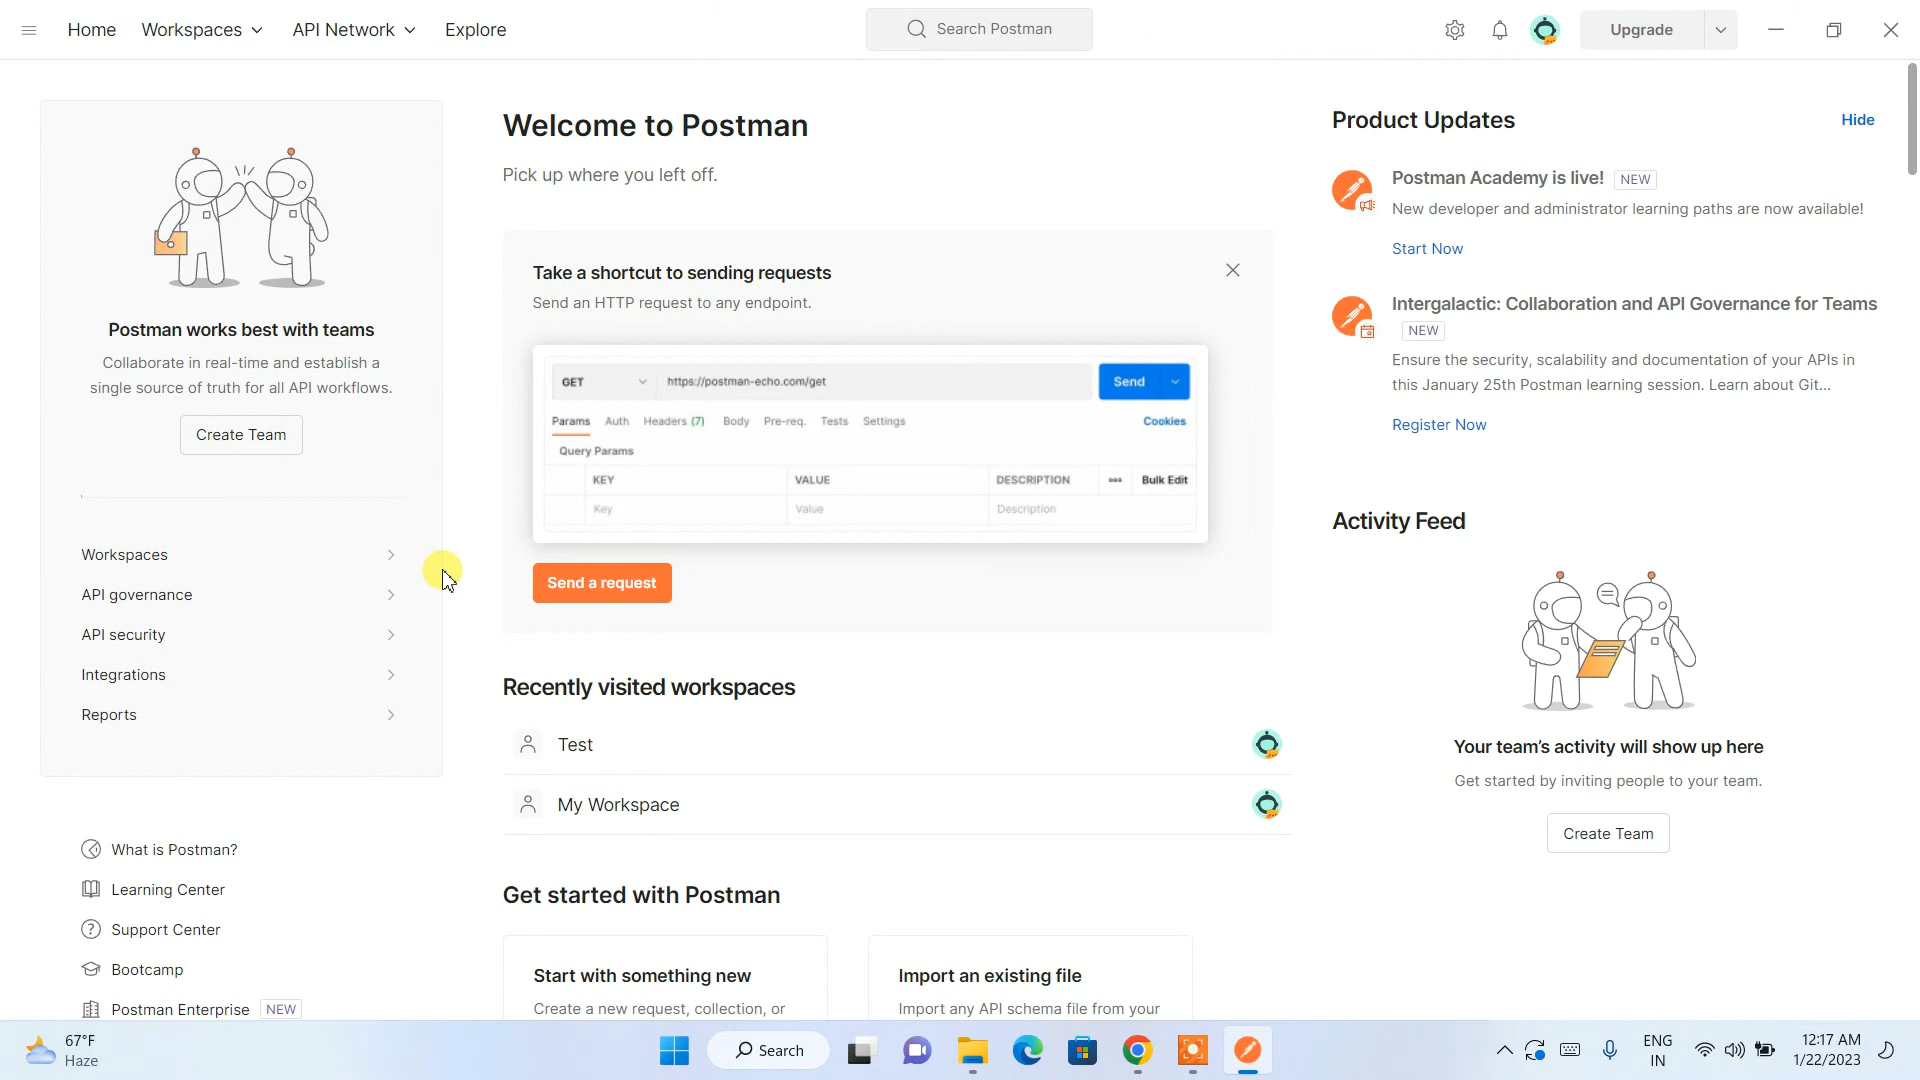 Home
Workspaces
API Network
Explore
Search Postman
Upgrade
Postman works best with teams
Collaborate in real-time and establish a
single source of truth for all API workflows.
Create Team
Workspaces
API governance
API security
Integrations
Reports
What is Postman?
Learning Center
Support Center
Bootcamp
Postman Enterprise NEW
Welcome to Postman
Pick up where you left off.
Take a shortcut to sending requests
Send an HTTP request to any endpoint.
GET https://postman-echo.com/get Send
Params Auth Headers (7) Body Pre-req. Tests Settings Cookies
Query Params
KEY VALUE DESCRIPTION ooo Bulk Edit
Key Value Description
Send a request
Recently visited workspaces
Test
My Workspace
Get started with Postman
Start with something new
Create a new request, collection, or
Import an existing file
Import any API schema file from your
Product Updates
Hide
Postman Academy is live! NEW
New developer and administrator learning paths are now available!
Start Now
Intergalactic: Collaboration and API Governance for Teams
NEW
Ensure the security, scalability and documentation of your APIs in
this January 25th Postman learning session. Learn about Git...
Register Now
Activity Feed
Your team’s activity will show up here
Get started by inviting people to your team.
Create Team
67°F
Haze
Search
ENG
IN
12:17 AM
1/22/2023